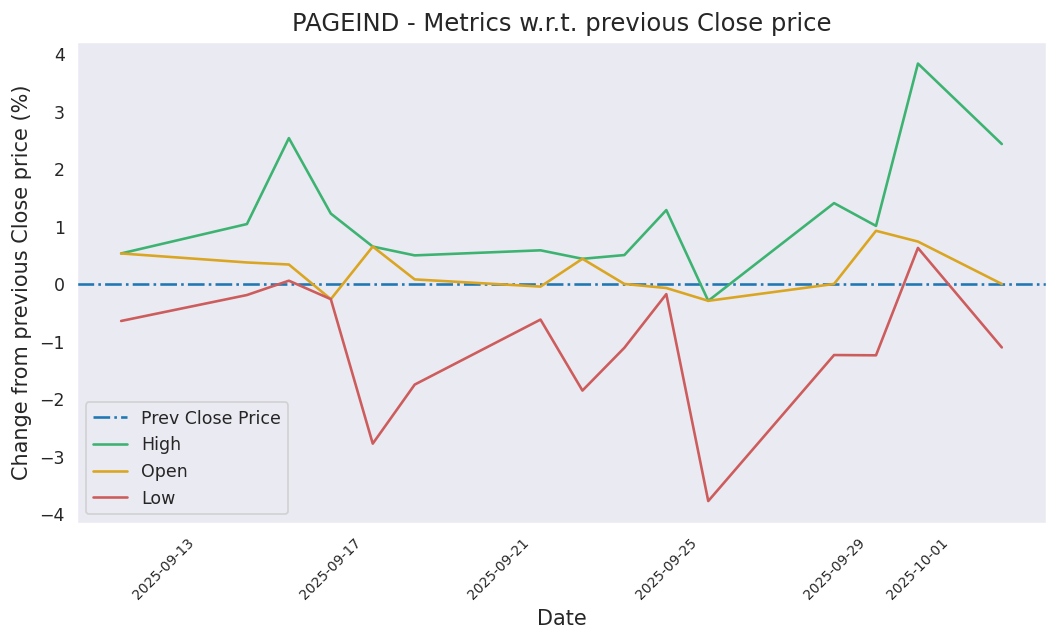 PAGEIND - Metrics w.r.t. previous Close price
Change from previous Close price (%)
4
3
2
1
0
−1
−2
−3
−4
Prev Close Price
High
Open
Low
2025-09-13
2025-09-17
2025-09-21
2025-09-25
2025-09-29
2025-10-01
Date